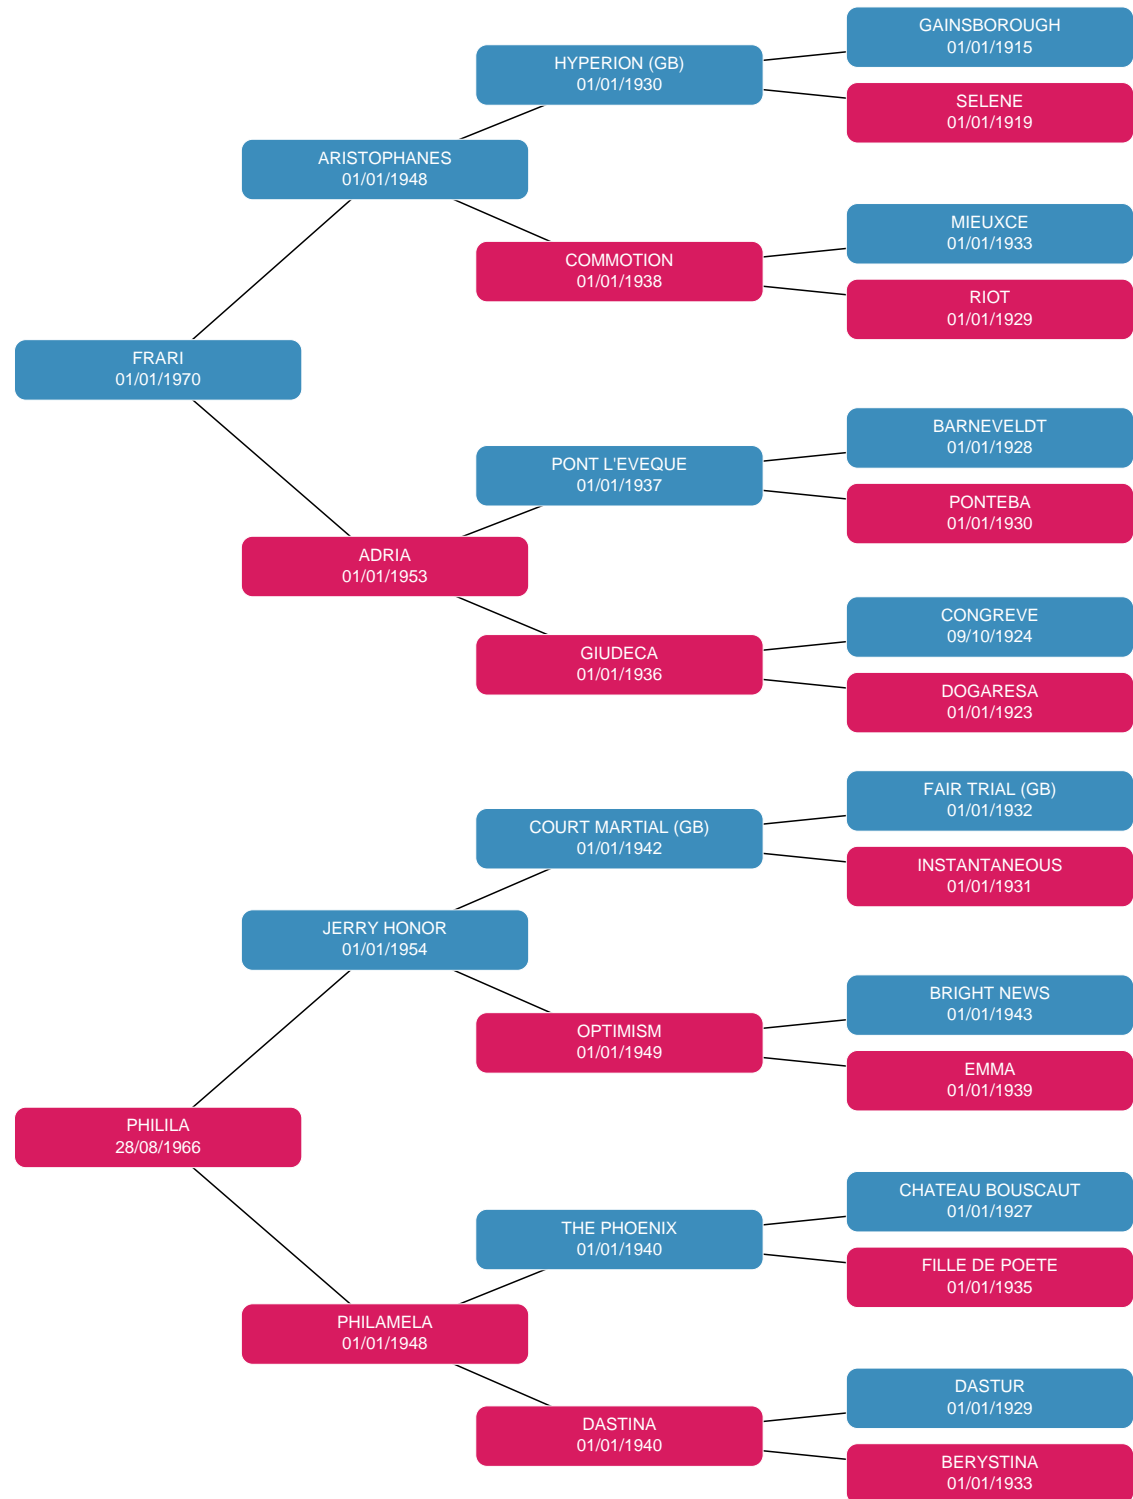 GAINSBOROUGH
01/01/1915
HYPERION (GB)
01/01/1930
SELENE
01/01/1919
ARISTOPHANES
01/01/1948
MIEUXCE
01/01/1933
COMMOTION
01/01/1938
RIOT
01/01/1929
FRARI
01/01/1970
BARNEVELDT
01/01/1928
PONT L'EVEQUE
01/01/1937
PONTEBA
01/01/1930
ADRIA
01/01/1953
CONGREVE
09/10/1924
GIUDECA
01/01/1936
DOGARESA
01/01/1923
FAIR TRIAL (GB)
01/01/1932
COURT MARTIAL (GB)
01/01/1942
INSTANTANEOUS
01/01/1931
JERRY HONOR
01/01/1954
BRIGHT NEWS
01/01/1943
OPTIMISM
01/01/1949
EMMA
01/01/1939
PHILILA
28/08/1966
CHATEAU BOUSCAUT
01/01/1927
THE PHOENIX
01/01/1940
FILLE DE POETE
01/01/1935
PHILAMELA
01/01/1948
DASTUR
01/01/1929
DASTINA
01/01/1940
BERYSTINA
01/01/1933